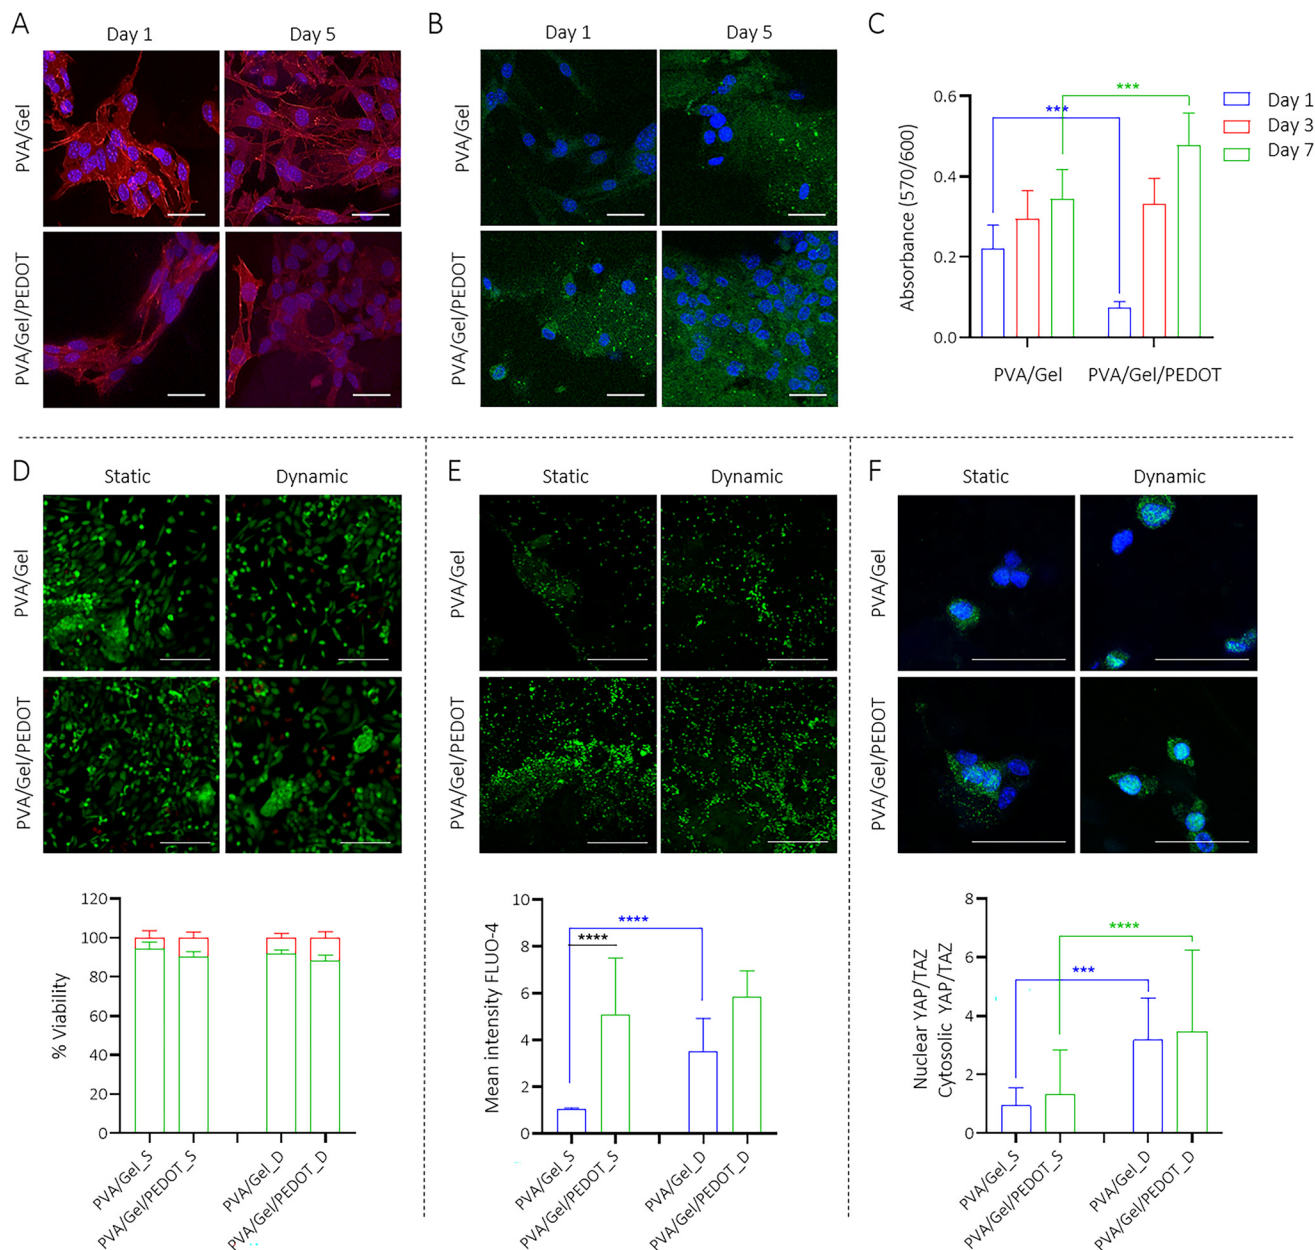 A
Day 1
Day 5
PVA/Gel
PVA/Gel/PEDOT
B
Day 1
Day 5
PVA/Gel
PVA/Gel/PEDOT
C
Absorbance (570/600)
0.6
0.4
0.2
0.0
***
***
PVA/Gel
PVA/Gel/PEDOT
Day 1
Day 3
Day 7
D
Static
Dynamic
PVA/Gel
PVA/Gel/PEDOT
% Viability
120
100
80
60
40
20
0
PVA/Gel_S
PVA/Gel/PEDOT_S
PVA/Gel_D
PVA/Gel/PEDOT_D
E
Static
Dynamic
PVA/Gel
PVA/Gel/PEDOT
Mean intensity FLUO-4
10
8
6
4
2
0
****
****
PVA/Gel_S
PVA/Gel/PEDOT_S
PVA/Gel_D
PVA/Gel/PEDOT_D
F
Static
Dynamic
PVA/Gel
PVA/Gel/PEDOT
Nuclear YAP/TAZ
Cytosolic YAP/TAZ
8
6
4
2
0
***
****
PVA/Gel_S
PVA/Gel/PEDOT_S
PVA/Gel_D
PVA/Gel/PEDOT_D